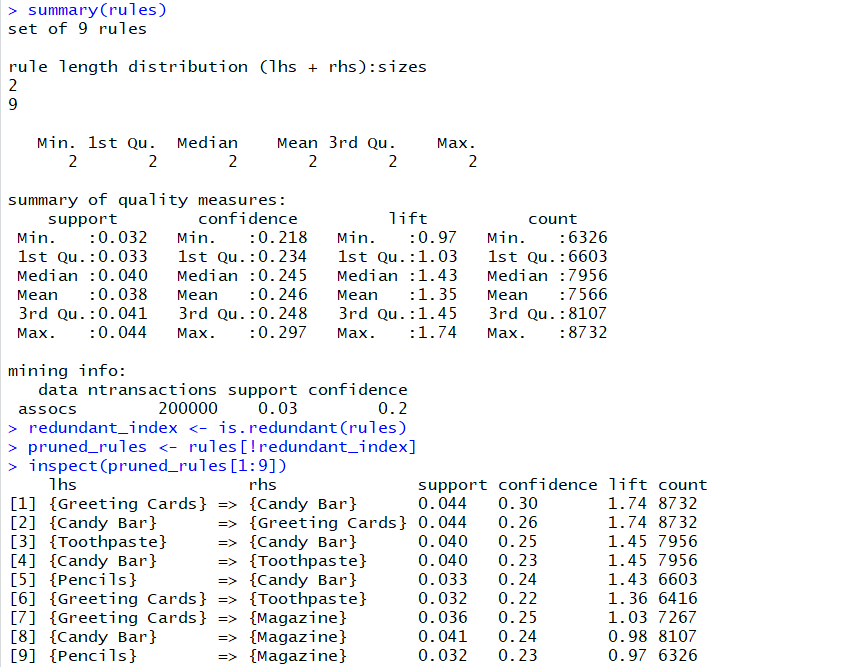 > summary(rules)
set of 9 rules
rule length distribution (lhs + rhs):sizes
2
9
Min. 1st Qu. Median Mean 3rd Qu. Max.
2 2 2 2 2 2
summary of quality measures:
support confidence lift count
Min. :0.032 Min. :0.218 Min. :0.97 Min. :6326
1st Qu.:0.033 1st Qu.:0.234 1st Qu.:1.03 1st Qu.:6603
Median :0.040 Median :0.245 Median :1.43 Median :7956
Mean :0.038 Mean :0.246 Mean :1.35 Mean :7566
3rd Qu.:0.041 3rd Qu.:0.248 3rd Qu.:1.45 3rd Qu.:8107
Max. :0.044 Max. :0.297 Max. :1.74 Max. :8732
mining info:
data ntransactions support confidence
assocs 200000 0.03 0.2
> redundant_index <- is.redundant(rules)
> pruned_rules <- rules[!redundant_index]
> inspect(pruned_rules[1:9])
lhs rhs support confidence lift count
[1] {Greeting Cards} => {Candy Bar} 0.044 0.30 1.74 8732
[2] {Candy Bar} => {Greeting Cards} 0.044 0.26 1.74 8732
[3] {Toothpaste} => {Candy Bar} 0.040 0.25 1.45 7956
[4] {Candy Bar} => {Toothpaste} 0.040 0.23 1.45 7956
[5] {Pencils} => {Candy Bar} 0.033 0.24 1.43 6603
[6] {Greeting Cards} => {Toothpaste} 0.032 0.22 1.36 6416
[7] {Greeting Cards} => {Magazine} 0.036 0.25 1.03 7267
[8] {Candy Bar} => {Magazine} 0.041 0.24 0.98 8107
[9] {Pencils} => {Magazine} 0.032 0.23 0.97 6326